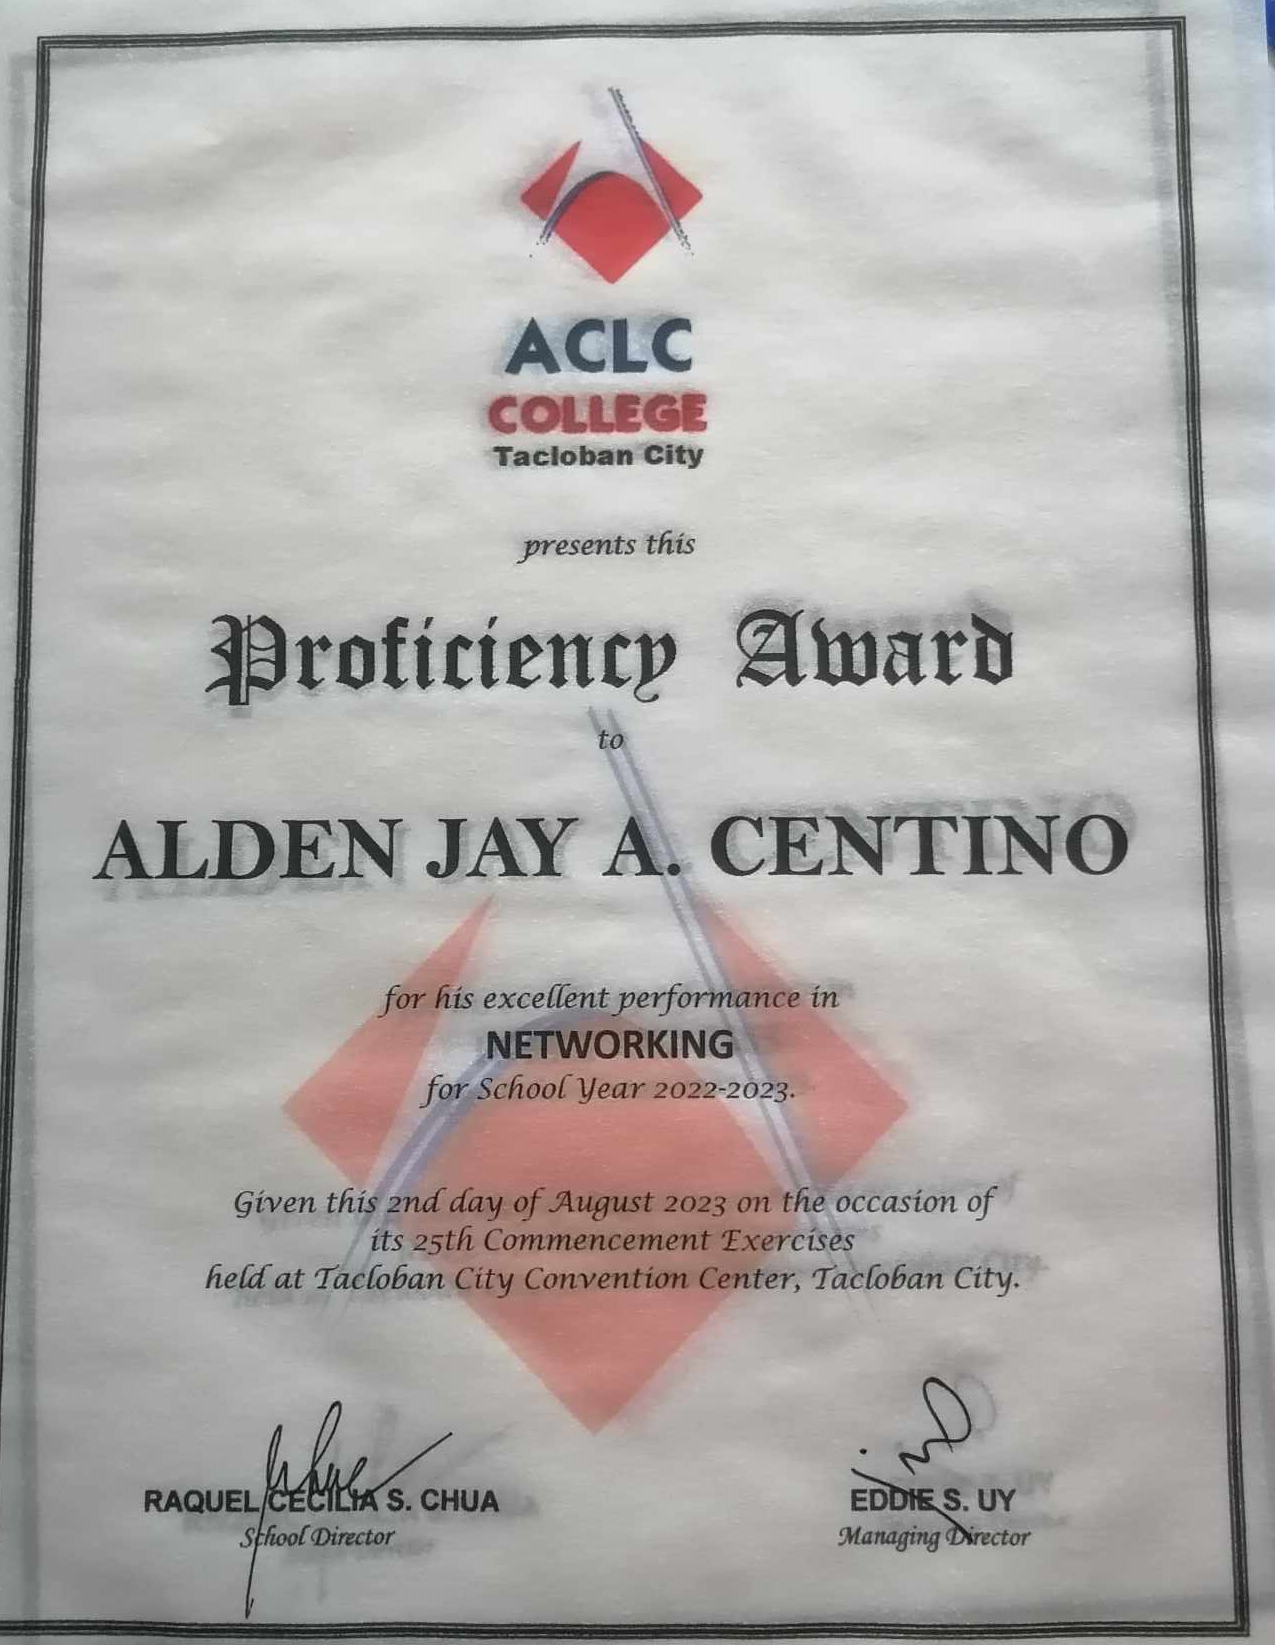 ACLC
COLLEGE
Tacloban City
presents this
Proficiency Award
to
ALDEN JAY A. CENTINO
for his excellent performance in
NETWORKING
for School Year 2022-2023.
Given this 2nd day of August 2023 on the occasion of
its 25th Commencement Exercises
held at Tacloban City Convention Center, Tacloban City.
RAQUEL CECILIA S. CHUA
School Director
EDDIE S. UY
Managing Director